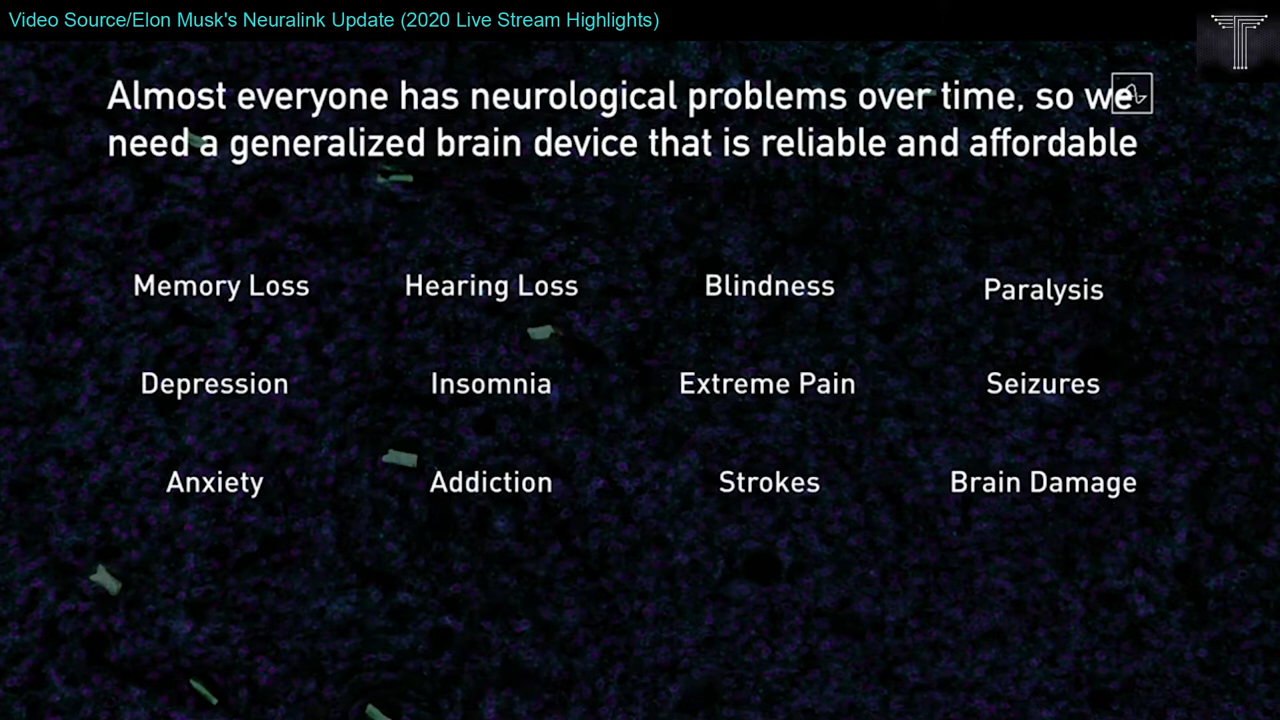 Video Source/Elon Musk's Neuralink Update (2020 Live Stream Highlights)
Almost everyone has neurological problems over time, so we
need a generalized brain device that is reliable and affordable
Memory Loss Hearing Loss Blindness Paralysis
Depression Insomnia Extreme Pain Seizures
Anxiety Addiction Strokes Brain Damage